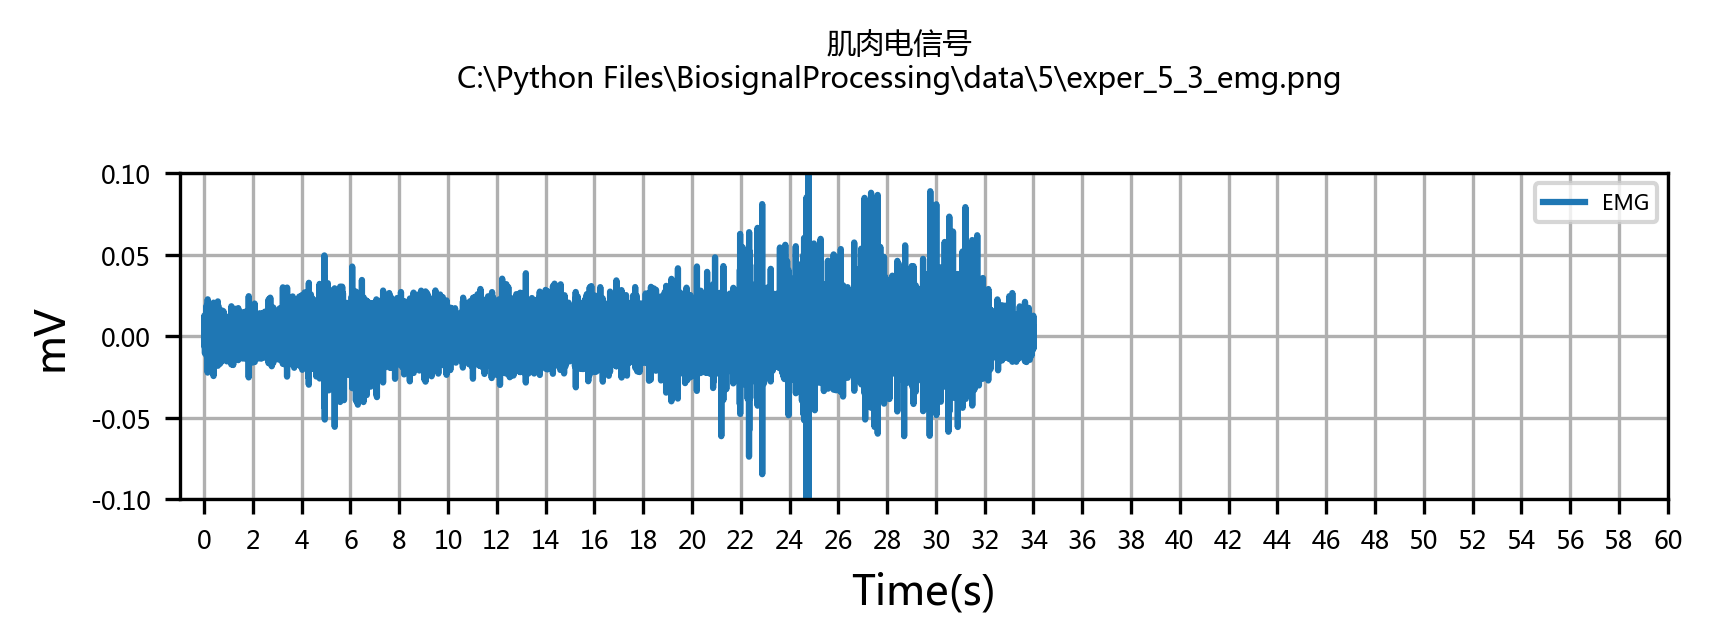 肌肉电信号
C:\Python Files\BiosignalProcessing\data\5\exper_5_3_emg.png
0.10
0.05
0.00
-0.05
-0.10
mV
EMG
0 2 4 6 8 10 12 14 16 18 20 22 24 26 28 30 32 34 36 38 40 42 44 46 48 50 52 54 56 58 60
Time(s)